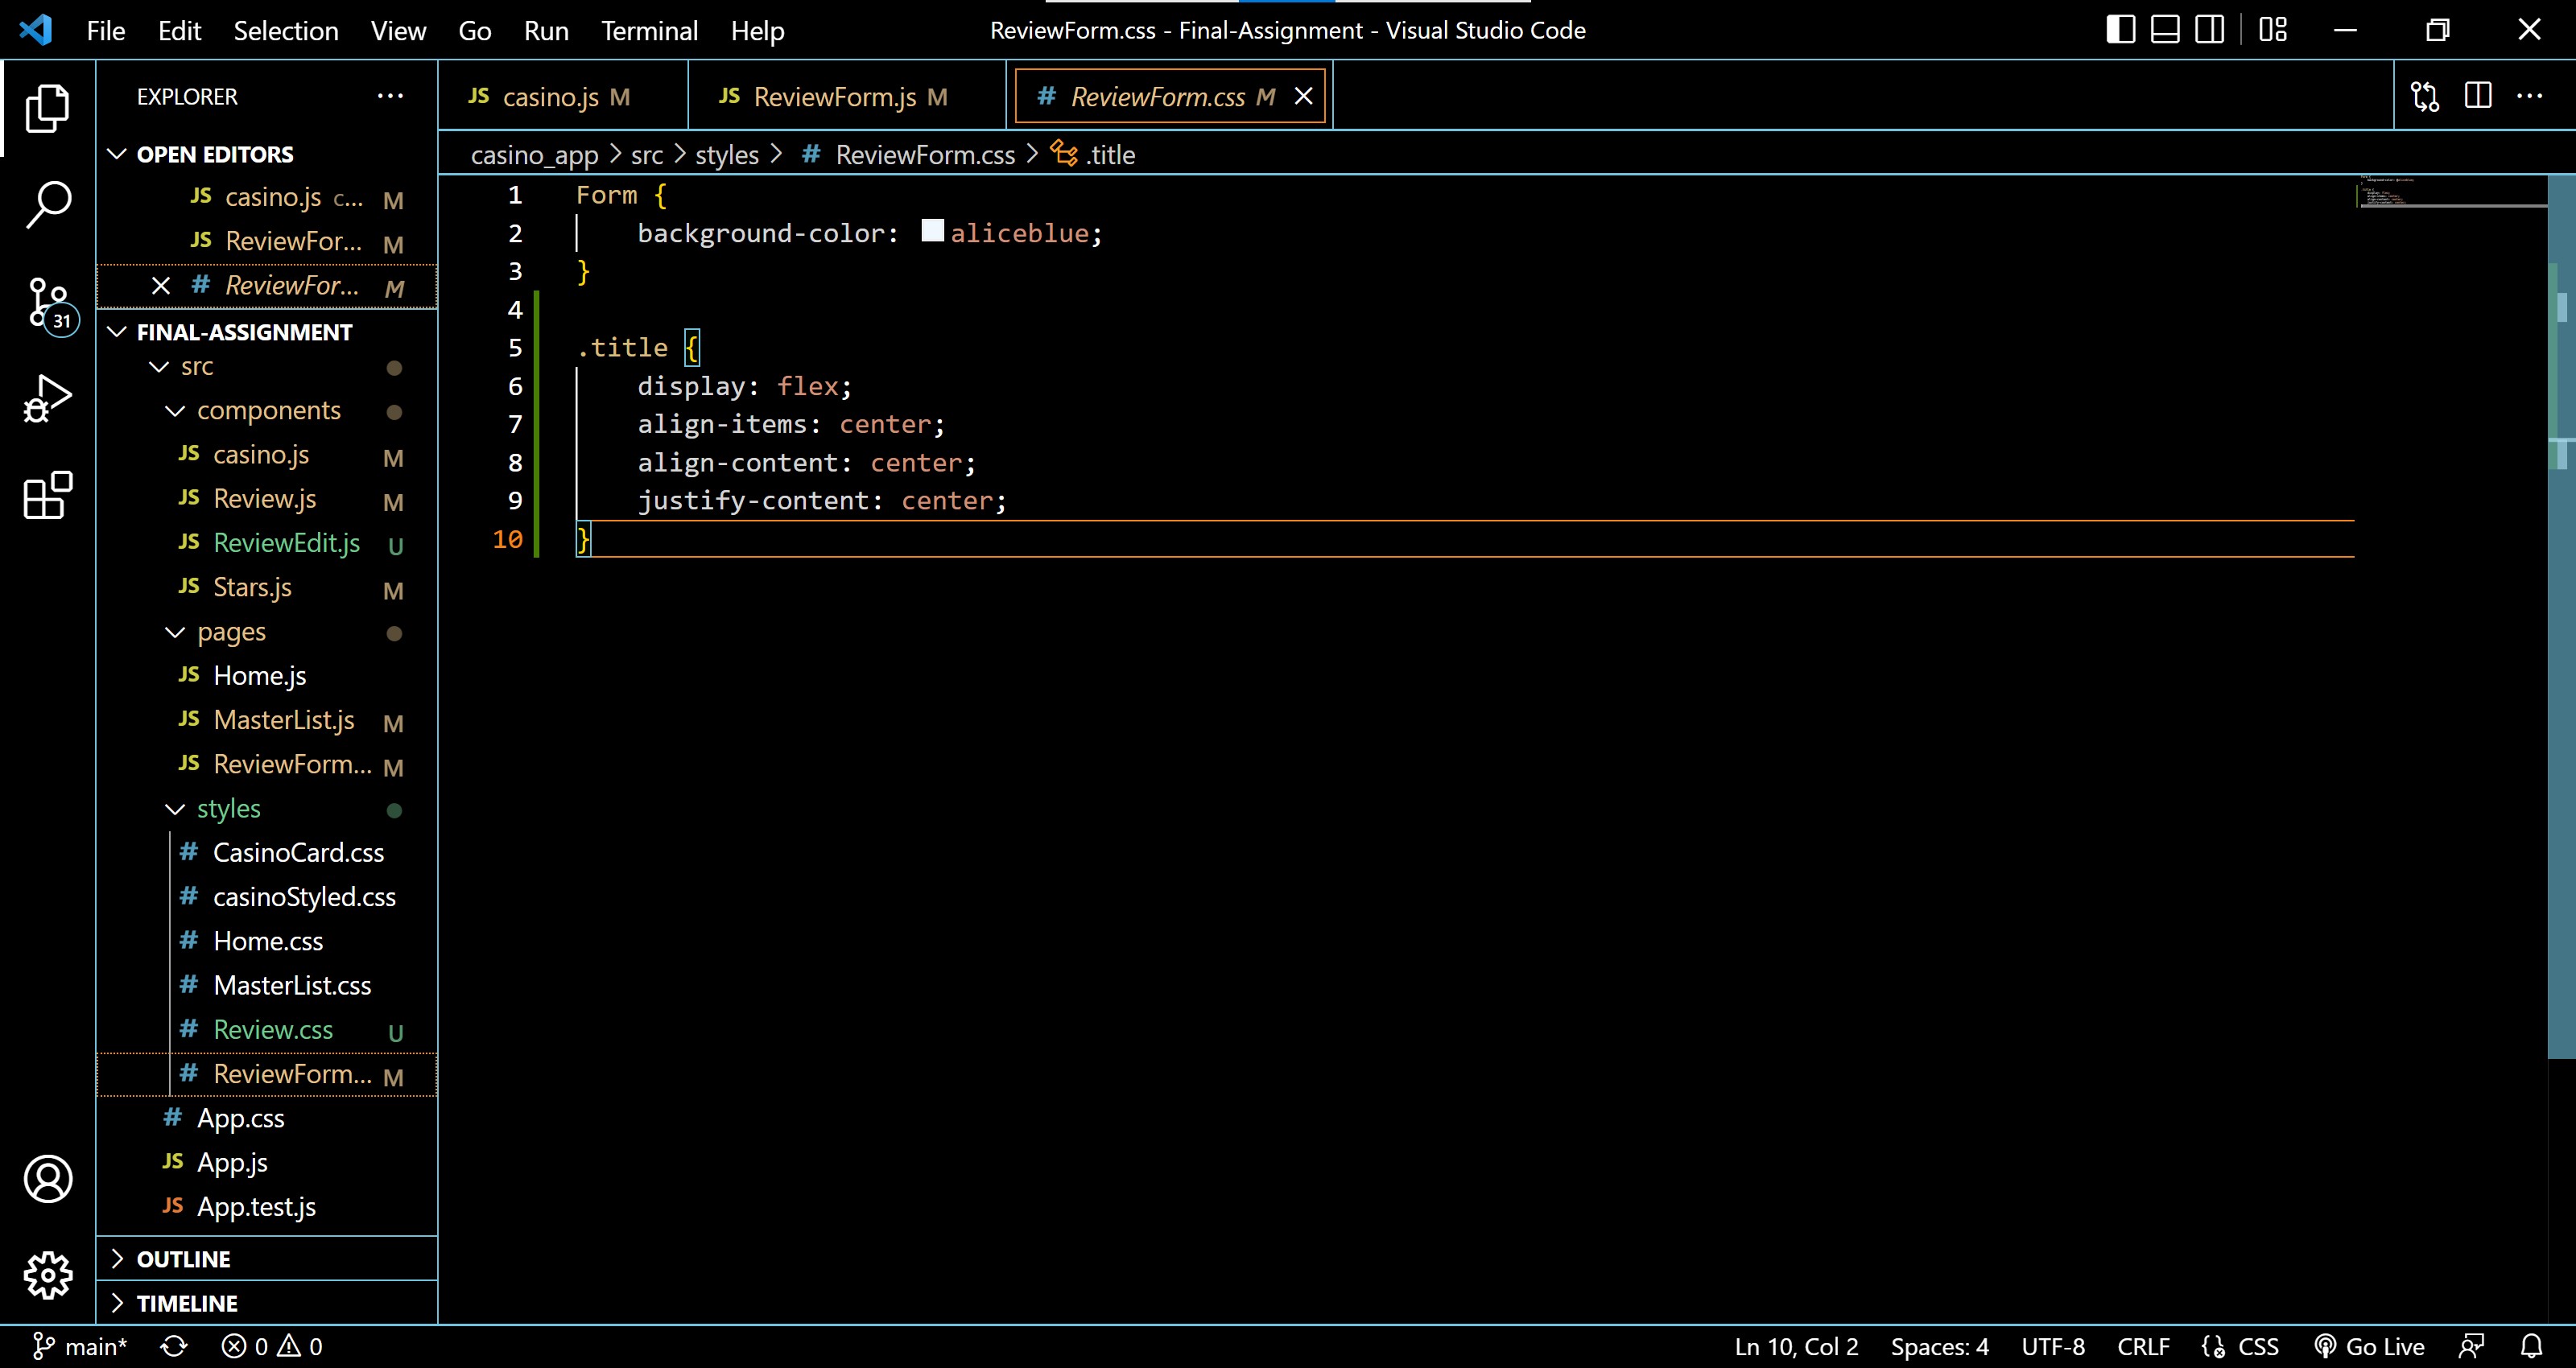 File Edit Selection View Go Run Terminal Help
ReviewForm.css - Final-Assignment - Visual Studio Code
EXPLORER
OPEN EDITORS
JS casino.js c... M
JS ReviewFor... M
# ReviewFor... M
FINAL-ASSIGNMENT
src
components
JS casino.js M
JS Review.js M
JS ReviewEdit.js U
JS Stars.js M
pages
JS Home.js
JS MasterList.js M
JS ReviewForm... M
styles
# CasinoCard.css
# casinoStyled.css
# Home.css
# MasterList.css
# Review.css U
# ReviewForm... M
# App.css
JS App.js
JS App.test.js
OUTLINE
TIMELINE
31
JS casino.js M
JS ReviewForm.js M
# ReviewForm.css M
casino_app > src > styles > # ReviewForm.css > .title
1 Form {
2 background-color: aliceblue;
3 }
4
5 .title {
6 display: flex;
7 align-items: center;
8 align-content: center;
9 justify-content: center;
10 }
main* 0 0
Ln 10, Col 2 Spaces: 4 UTF-8 CRLF CSS Go Live